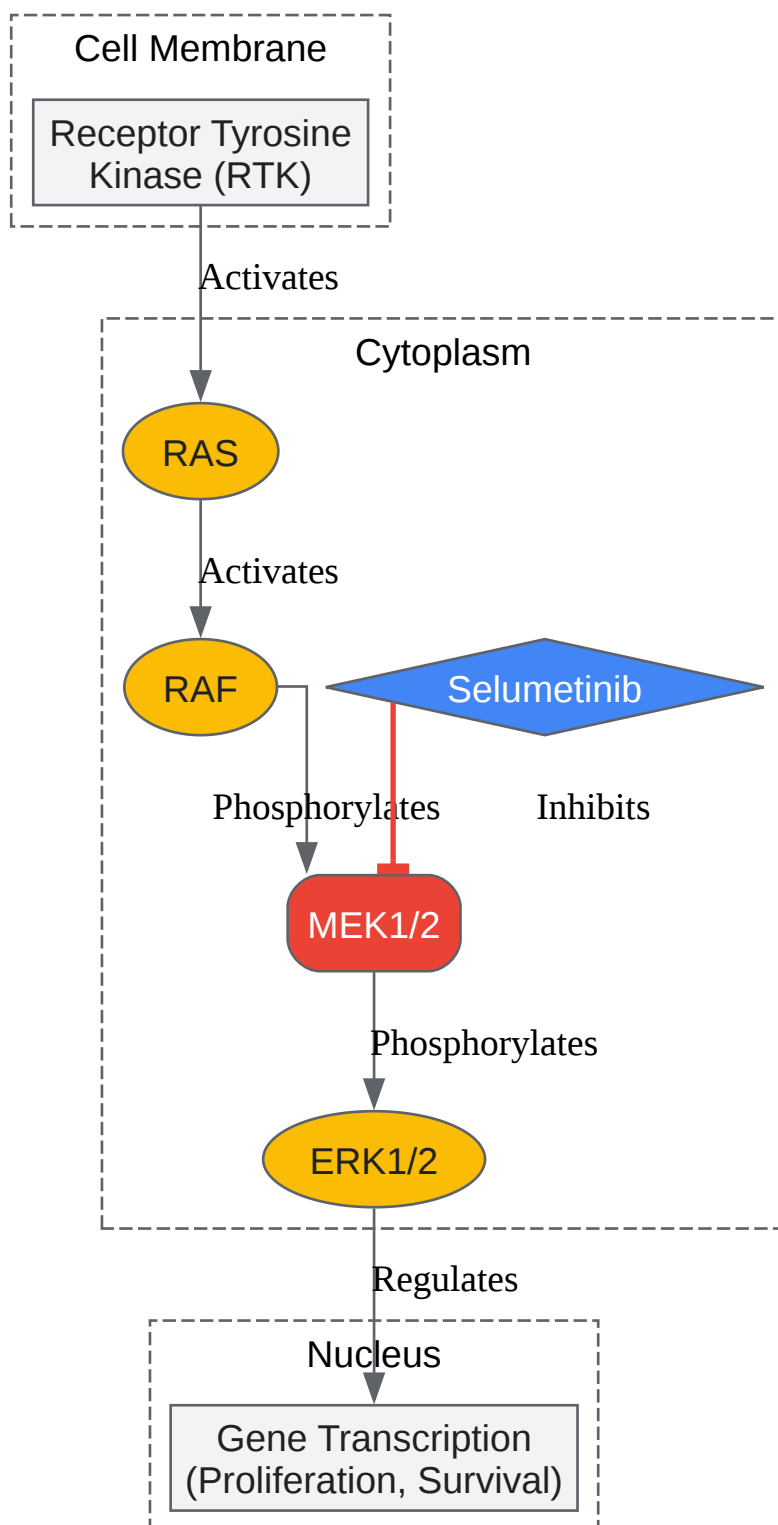 Cell Membrane
Receptor Tyrosine
Kinase (RTK)
Activates
Cytoplasm
RAS
Activates
RAF
Selumetinib
Phosphorylates
Inhibits
MEK1/2
Phosphorylates
ERK1/2
Regulates
Nucleus
Gene Transcription
(Proliferation, Survival)